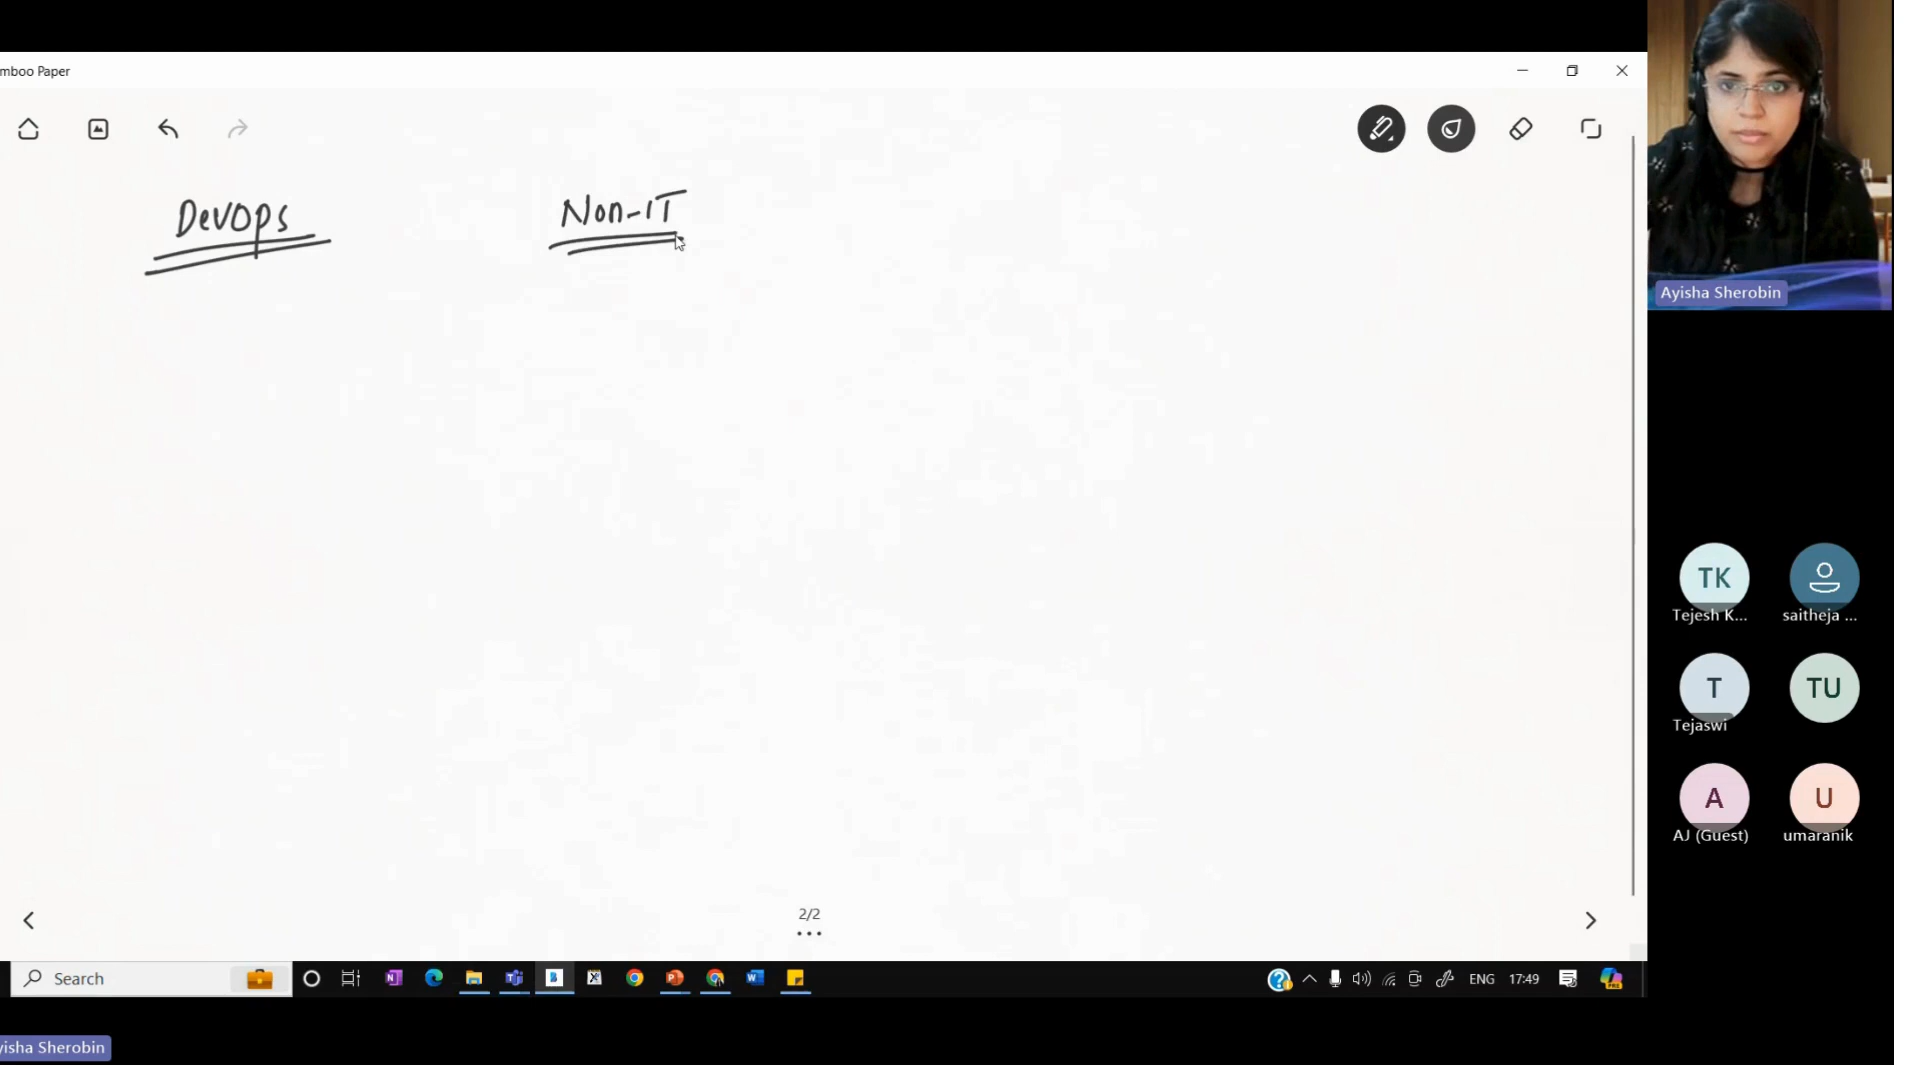 mboo Paper
DevOps
Non-IT
Ayisha Sherobin
TK
Tejesh K...
saitheja ...
T
Tejaswi
TU
A
AJ (Guest)
U
umaranik
2/2
Search
ENG
17:49
yisha Sherobin